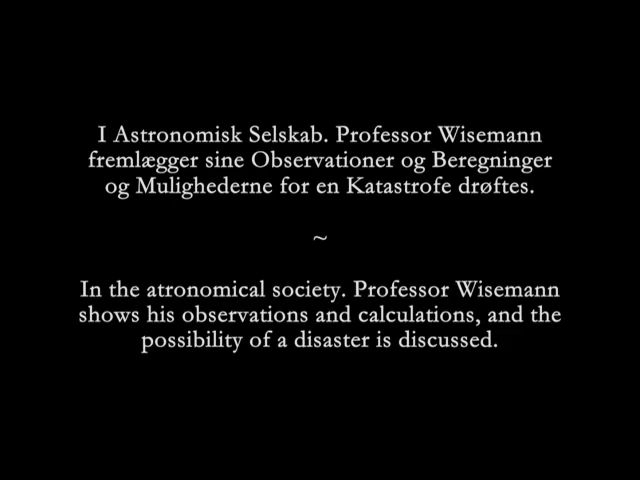 I Astronomisk Selskab. Professor Wisemann
fremlægger sine Observationer og Beregninger
og Mulighederne for en Katastrofe drøftes.
~
In the atronomical society. Professor Wisemann
shows his observations and calculations, and the
possibility of a disaster is discussed.